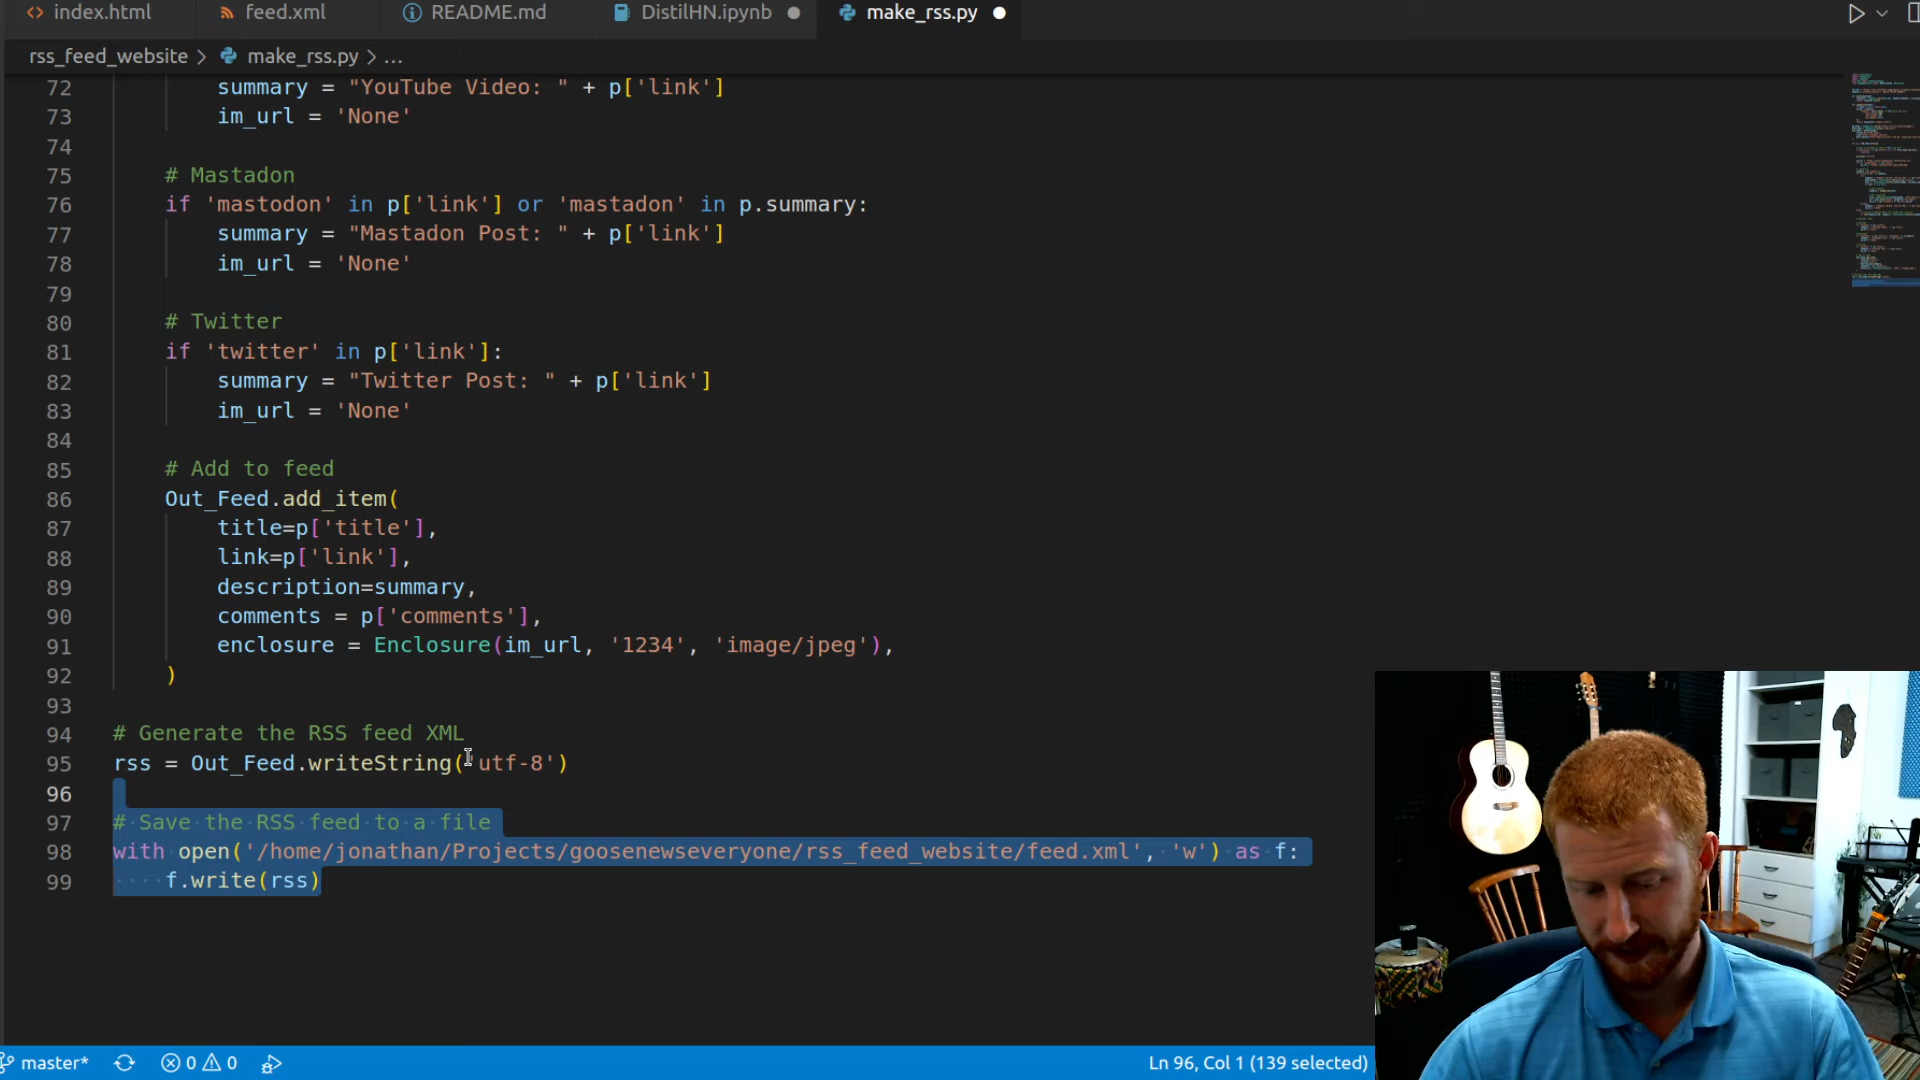 index.html feed.xml README.md DistilHN.ipynb make_rss.py
rss_feed_website > make_rss.py > ...
72 summary = "YouTube Video: " + p['link']
73 im_url = 'None'
74
75 # Mastadon
76 if 'mastodon' in p['link'] or 'mastadon' in p.summary:
77 summary = "Mastadon Post: " + p['link']
78 im_url = 'None'
79
80 # Twitter
81 if 'twitter' in p['link']:
82 summary = "Twitter Post: " + p['link']
83 im_url = 'None'
84
85 # Add to feed
86 Out_Feed.add_item(
87 title=p['title'],
88 link=p['link'],
89 description=summary,
90 comments = p['comments'],
91 enclosure = Enclosure(im_url, '1234', 'image/jpeg'),
92 )
93
94 # Generate the RSS feed XML
95 rss = Out_Feed.writeString('utf-8')
96
97 # Save the RSS feed to a file
98 with open('/home/jonathan/Projects/goosenewseveryone/rss_feed_website/feed.xml', 'w') as f:
99 f.write(rss)
master* 0 0 Ln 96, Col 1 (139 selected)